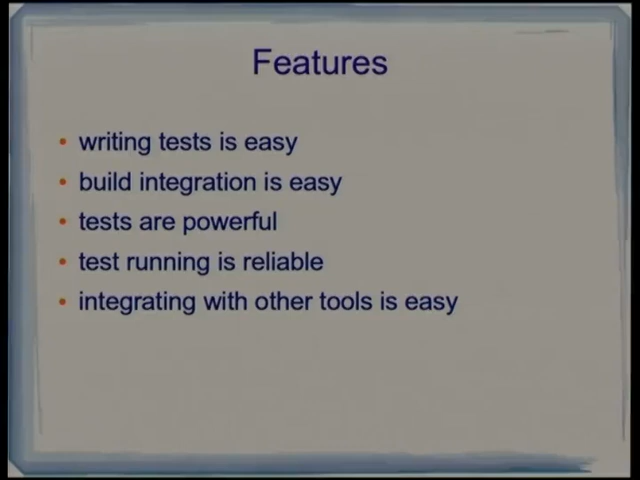 Features
• writing tests is easy
• build integration is easy
• tests are powerful
• test running is reliable
• integrating with other tools is easy